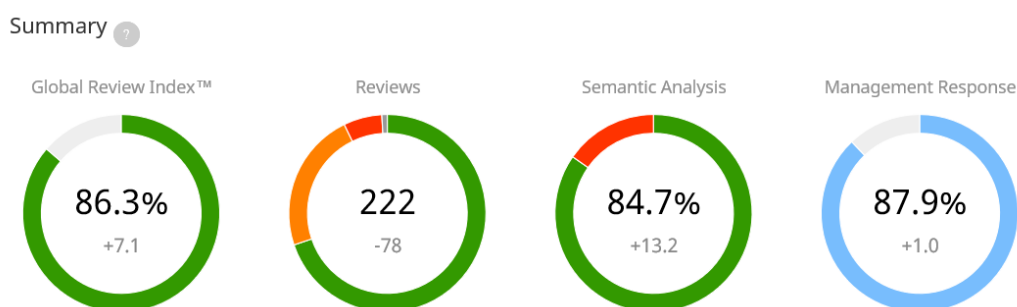 Summary ?
Global Review Index™ Reviews Semantic Analysis Management Response
86.3% 222 84.7% 87.9%
+7.1 -78 +13.2 +1.0